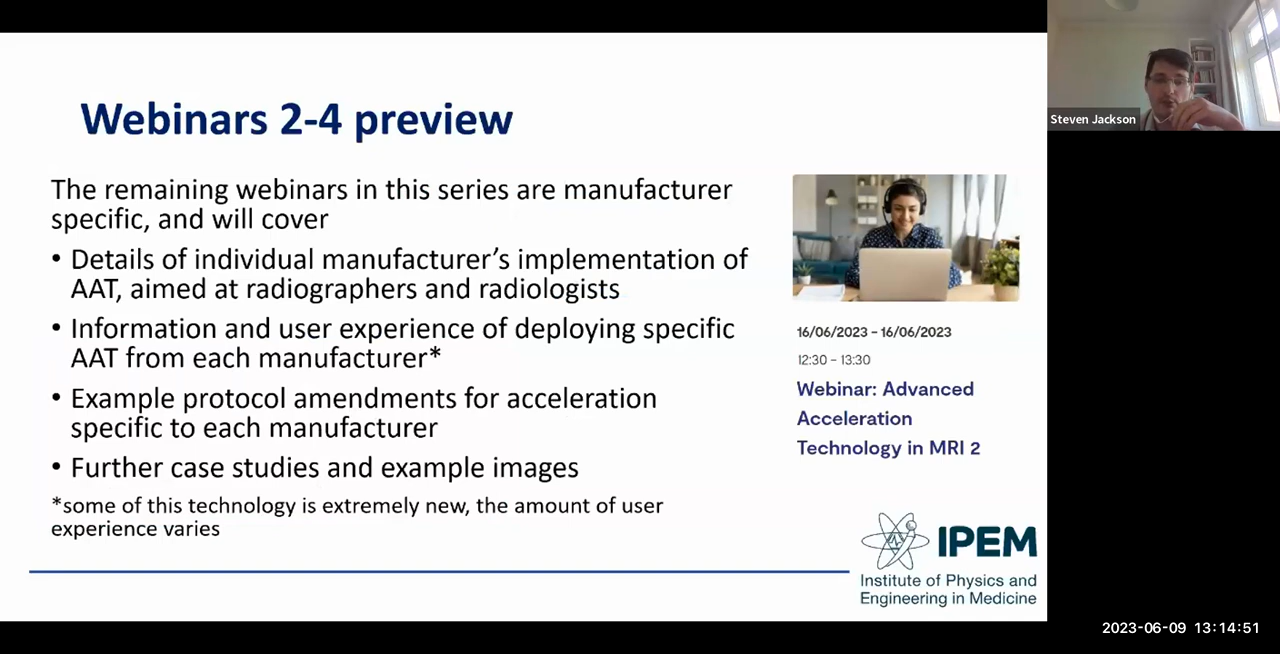 Webinars 2-4 preview
The remaining webinars in this series are manufacturer
specific, and will cover
• Details of individual manufacturer’s implementation of
AAT, aimed at radiographers and radiologists
• Information and user experience of deploying specific
AAT from each manufacturer*
• Example protocol amendments for acceleration
specific to each manufacturer
• Further case studies and example images
*some of this technology is extremely new, the amount of user
experience varies
16/06/2023 – 16/06/2023
12:30 – 13:30
Webinar: Advanced
Acceleration
Technology in MRI 2
IPEM
Institute of Physics and
Engineering in Medicine
Steven Jackson
2023-06-09 13:14:51